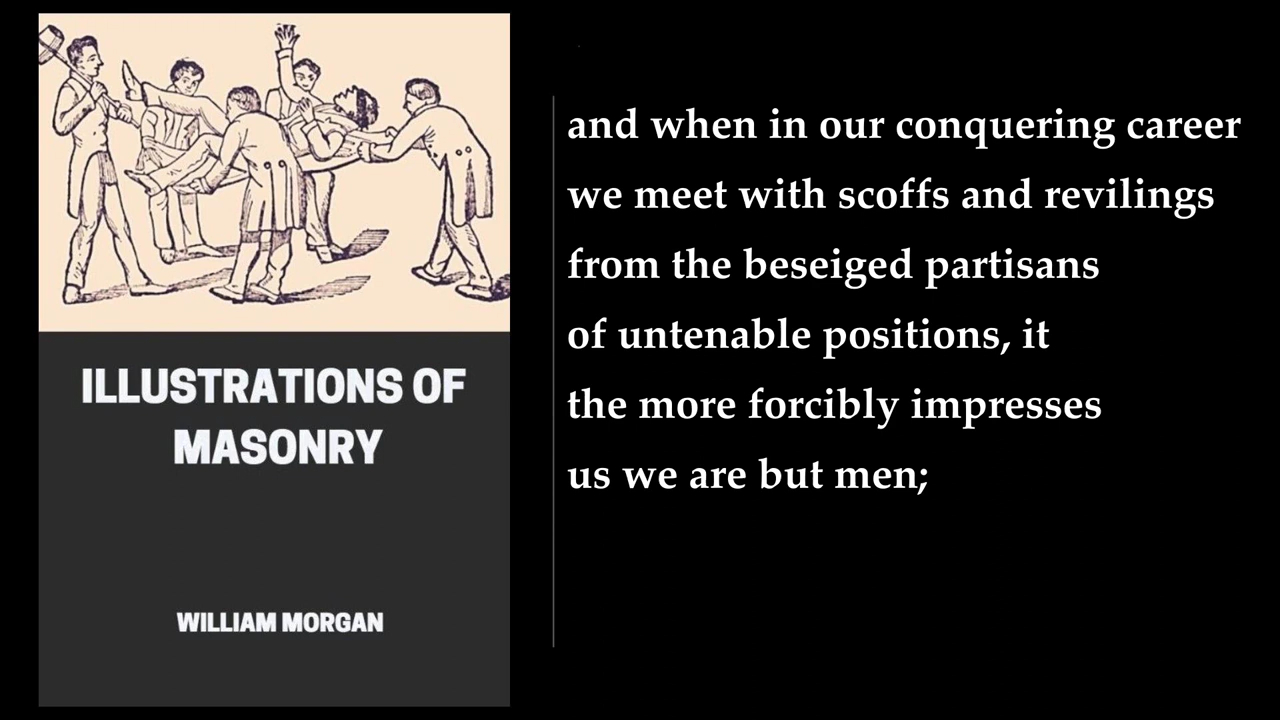 ILLUSTRATIONS OF
MASONRY
WILLIAM MORGAN
and when in our conquering career
we meet with scoffs and revilings
from the beseiged partisans
of untenable positions, it
the more forcibly impresses
us we are but men;